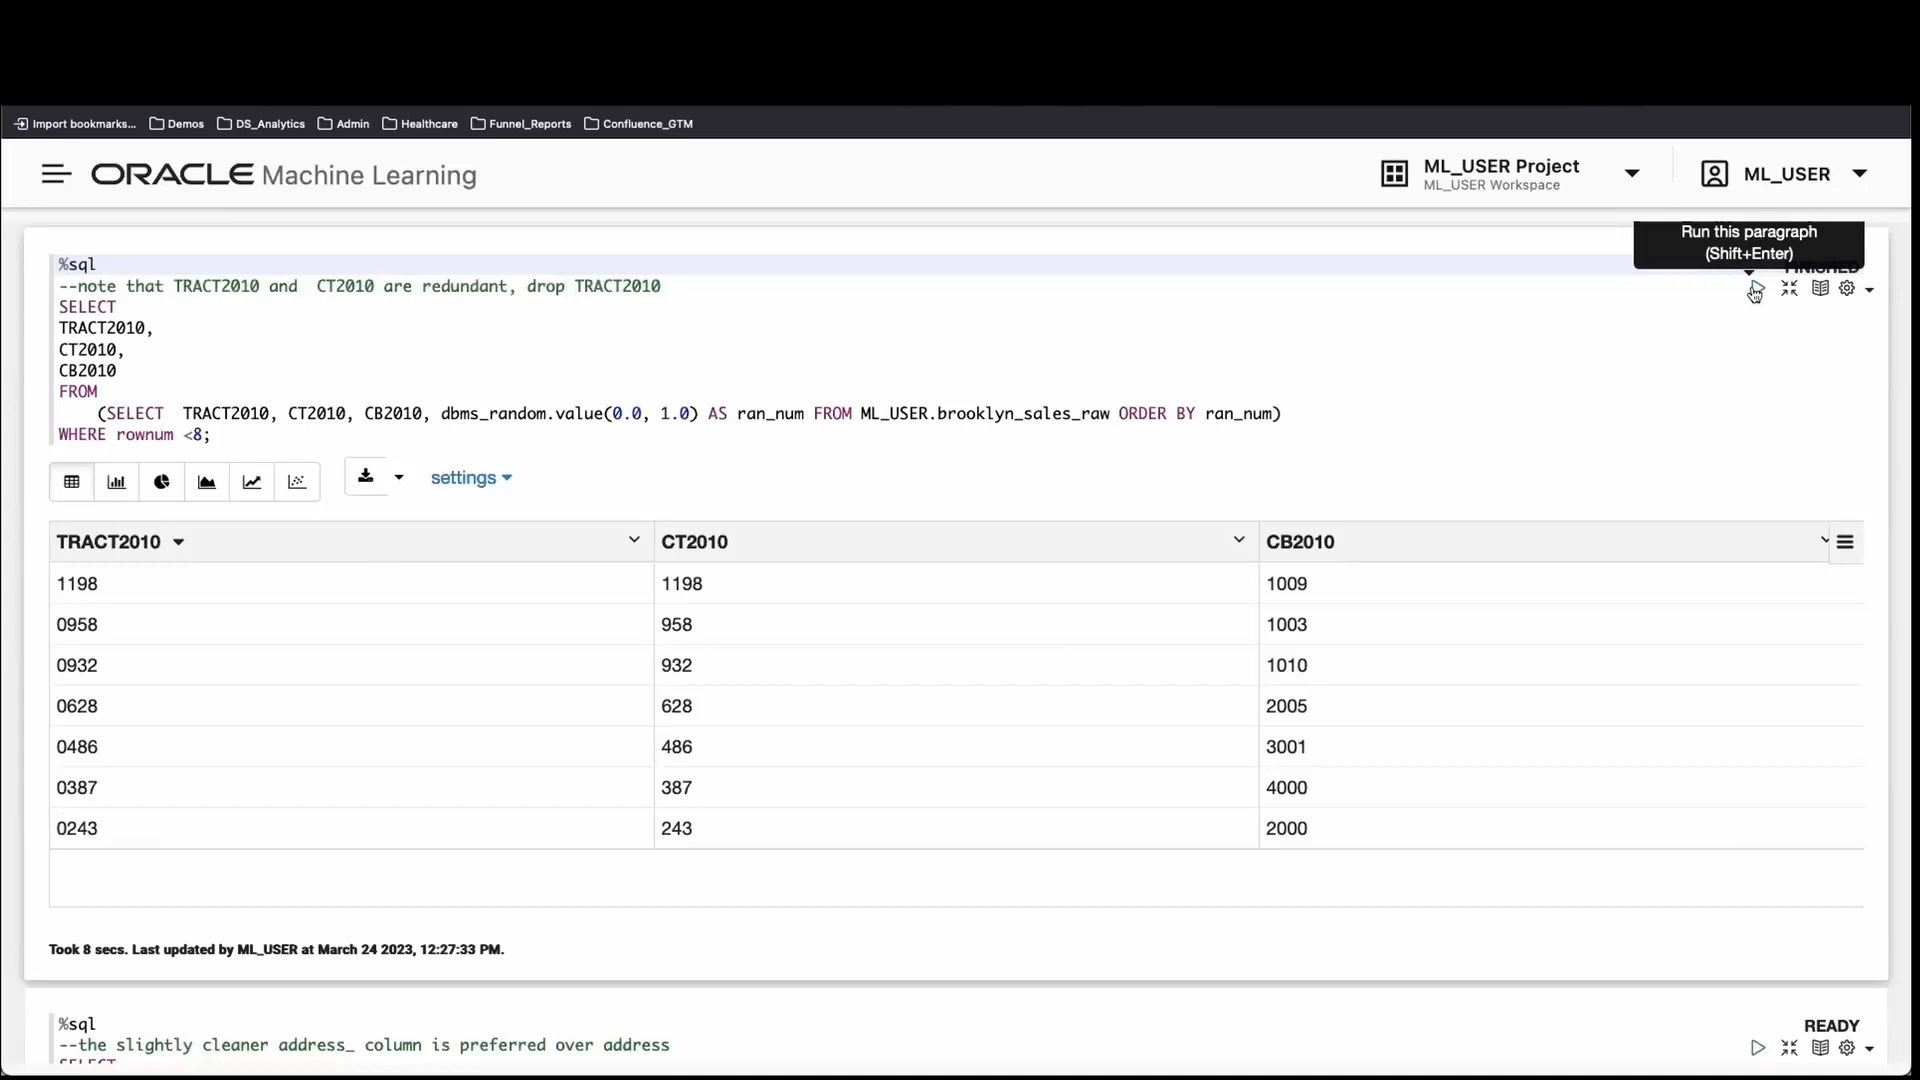 Import bookmarks... Demos DS_Analytics Admin Healthcare Funnel_Reports Confluence_GTM
ORACLE Machine Learning
ML_USER Project
ML_USER Workspace
ML_USER
Run this paragraph
(Shift+Enter)
FINISHED
%sql
--note that TRACT2010 and  CT2010 are redundant, drop TRACT2010
SELECT
TRACT2010,
CT2010,
CB2010
FROM
(SELECT  TRACT2010, CT2010, CB2010, dbms_random.value(0.0, 1.0) AS ran_num FROM ML_USER.brooklyn_sales_raw ORDER BY ran_num)
WHERE rownum <8;
settings
TRACT2010 CT2010 CB2010
1198 1198 1009
0958 958 1003
0932 932 1010
0628 628 2005
0486 486 3001
0387 387 4000
0243 243 2000
Took 8 secs. Last updated by ML_USER at March 24 2023, 12:27:33 PM.
%sql
READY
--the slightly cleaner address_ column is preferred over address
SELECT